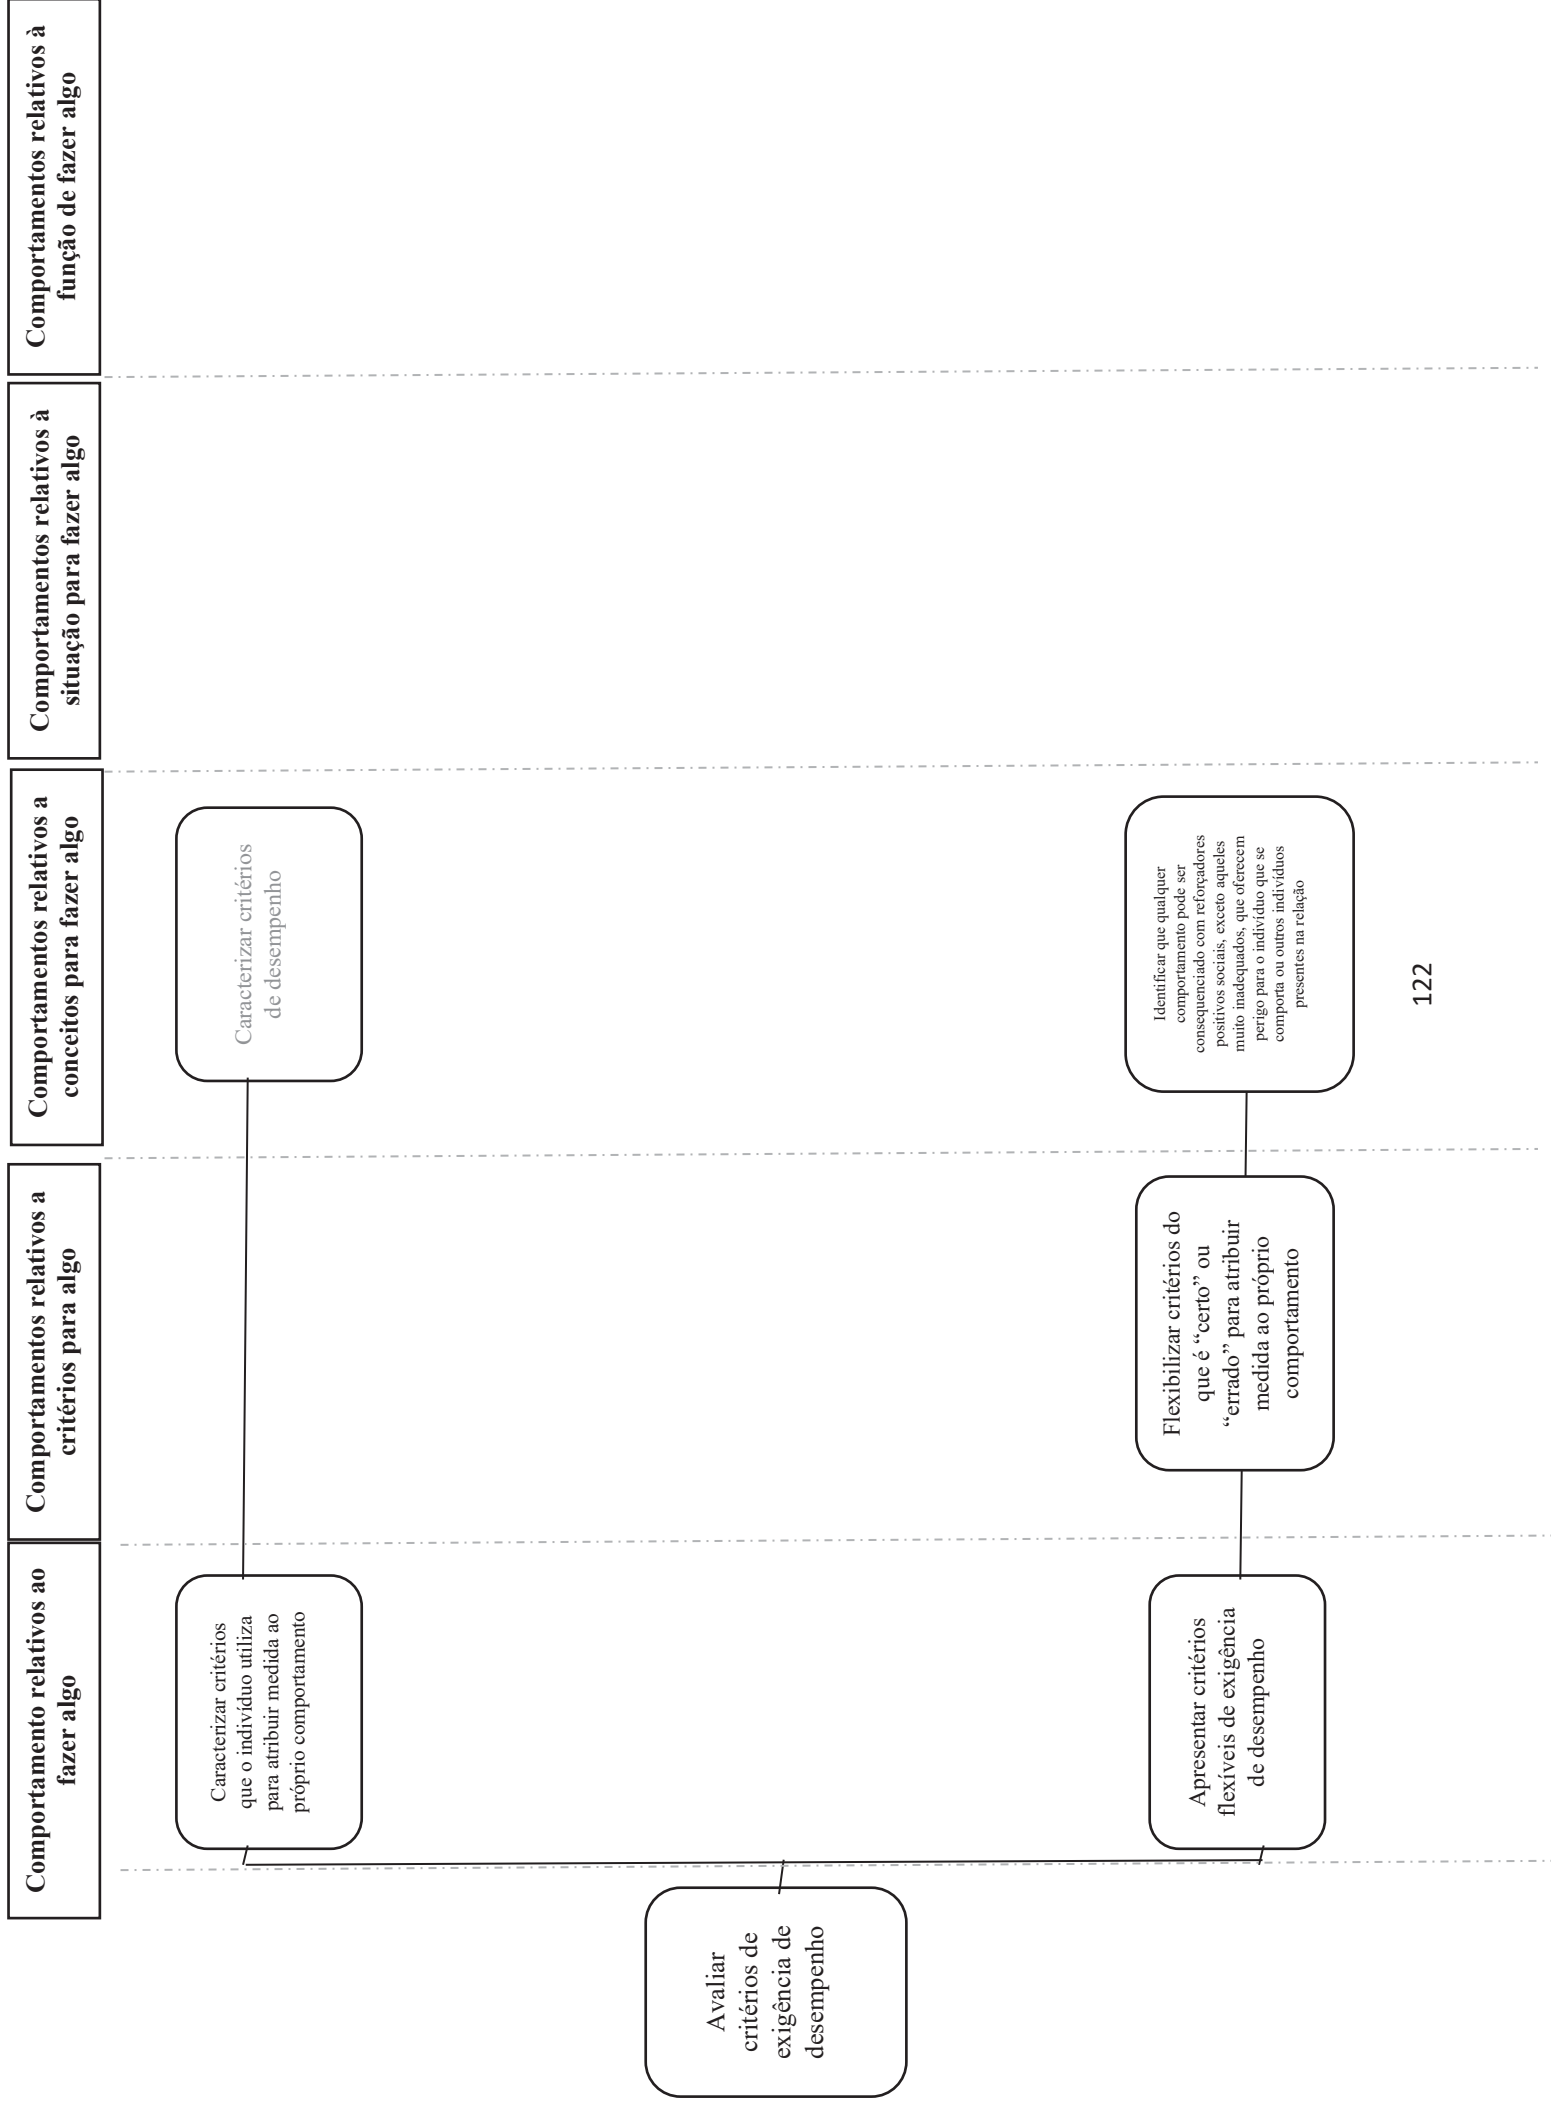 Comportamento relativos ao
fazer algo
Comportamentos relativos a
critérios para algo
Comportamentos relativos a
conceitos para fazer algo
Comportamentos relativos à
situação para fazer algo
Comportamentos relativos à
função de fazer algo
Caracterizar critérios
que o indivíduo utiliza
para atribuir medida ao
próprio comportamento
Caracterizar critérios
de desempenho
Avaliar
critérios de
exigência de
desempenho
Apresentar critérios
flexíveis de exigência
de desempenho
Flexibilizar critérios do
que é “certo” ou
“errado” para atribuir
medida ao próprio
comportamento
Identificar que qualquer
comportamento pode ser
consequenciado com reforçadores
positivos sociais, exceto aqueles
muito inadequados, que oferecem
perigo para o indivíduo que se
comporta ou outros indivíduos
presentes na relação
122